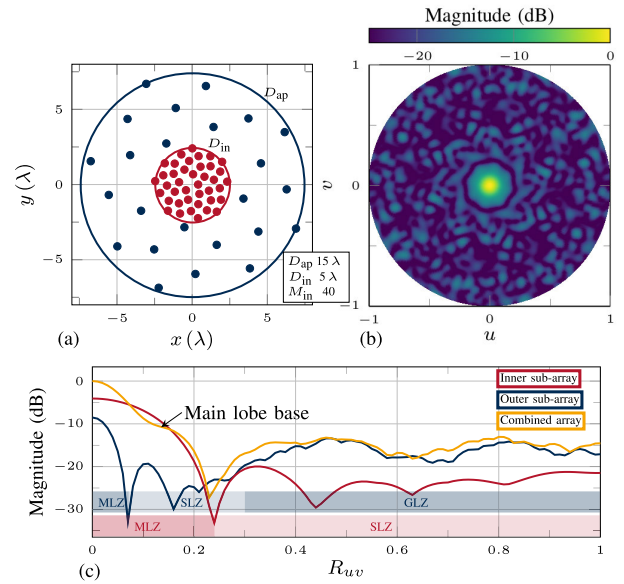 Magnitude (dB)
−20
−10
0
D_ap
D_in
5
0
−5
y (λ)
−5
0
5
x (λ)
D_ap 15 λ
D_in 5 λ
M_in 40
(a)
1
0
−1
v
−1
0
1
u
(b)
0
−10
−20
−30
Magnitude (dB)
Main lobe base
Inner sub-array
Outer sub-array
Combined array
MLZ
SLZ
GLZ
MLZ
SLZ
0
0.2
0.4
0.6
0.8
1
R_uv
(c)